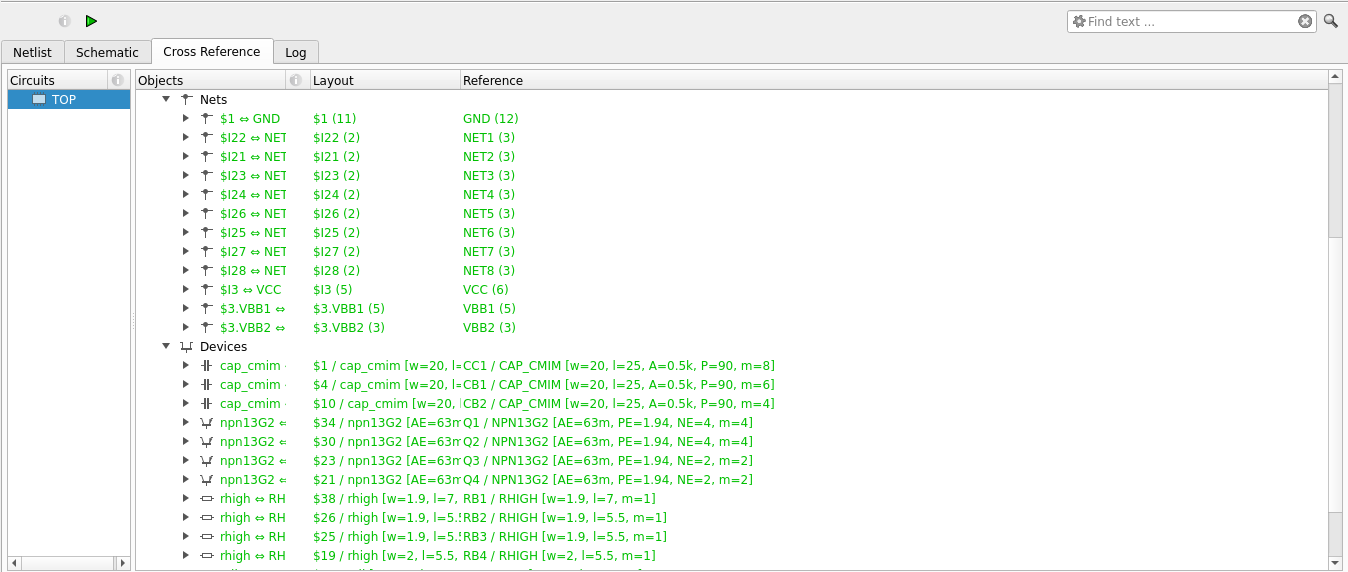 Find text ...
Netlist Schematic Cross Reference Log
Circuits Objects Layout Reference
TOP
Nets
$1 ⇔ GND $1 (11) GND (12)
$I22 ⇔ NET $I22 (2) NET1 (3)
$I21 ⇔ NET $I21 (2) NET2 (3)
$I23 ⇔ NET $I23 (2) NET3 (3)
$I24 ⇔ NET $I24 (2) NET4 (3)
$I26 ⇔ NET $I26 (2) NET5 (3)
$I25 ⇔ NET $I25 (2) NET6 (3)
$I27 ⇔ NET $I27 (2) NET7 (3)
$I28 ⇔ NET $I28 (2) NET8 (3)
$I3 ⇔ VCC $I3 (5) VCC (6)
$3.VBB1 ⇔ $3.VBB1 (5) VBB1 (5)
$3.VBB2 ⇔ $3.VBB2 (3) VBB2 (3)
Devices
cap_cmim $1 / cap_cmim [w=20, l= CC1 / CAP_CMIM [w=20, l=25, A=0.5k, P=90, m=8]
cap_cmim $4 / cap_cmim [w=20, l= CB1 / CAP_CMIM [w=20, l=25, A=0.5k, P=90, m=6]
cap_cmim $10 / cap_cmim [w=20, CB2 / CAP_CMIM [w=20, l=25, A=0.5k, P=90, m=4]
npn13G2 ⇔ $34 / npn13G2 [AE=63m Q1 / NPN13G2 [AE=63m, PE=1.94, NE=4, m=4]
npn13G2 ⇔ $30 / npn13G2 [AE=63m Q2 / NPN13G2 [AE=63m, PE=1.94, NE=4, m=4]
npn13G2 ⇔ $23 / npn13G2 [AE=63m Q3 / NPN13G2 [AE=63m, PE=1.94, NE=2, m=2]
npn13G2 ⇔ $21 / npn13G2 [AE=63m Q4 / NPN13G2 [AE=63m, PE=1.94, NE=2, m=2]
rhigh ⇔ RH $38 / rhigh [w=1.9, l=7, RB1 / RHIGH [w=1.9, l=7, m=1]
rhigh ⇔ RH $26 / rhigh [w=1.9, l=5.5 RB2 / RHIGH [w=1.9, l=5.5, m=1]
rhigh ⇔ RH $25 / rhigh [w=1.9, l=5.5 RB3 / RHIGH [w=1.9, l=5.5, m=1]
rhigh ⇔ RH $19 / rhigh [w=2, l=5.5, RB4 / RHIGH [w=2, l=5.5, m=1]